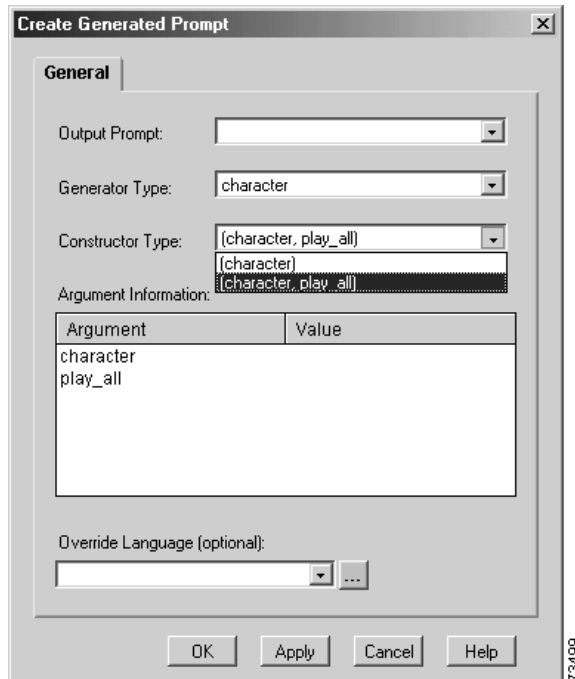 Create Generated Prompt
General
Output Prompt:
Generator Type: character
Constructor Type: (character, play_all)
(character)
(character, play_all)
Argument Information:
Argument Value
character
play_all
Override Language (optional):
...
OK Apply Cancel Help
73499